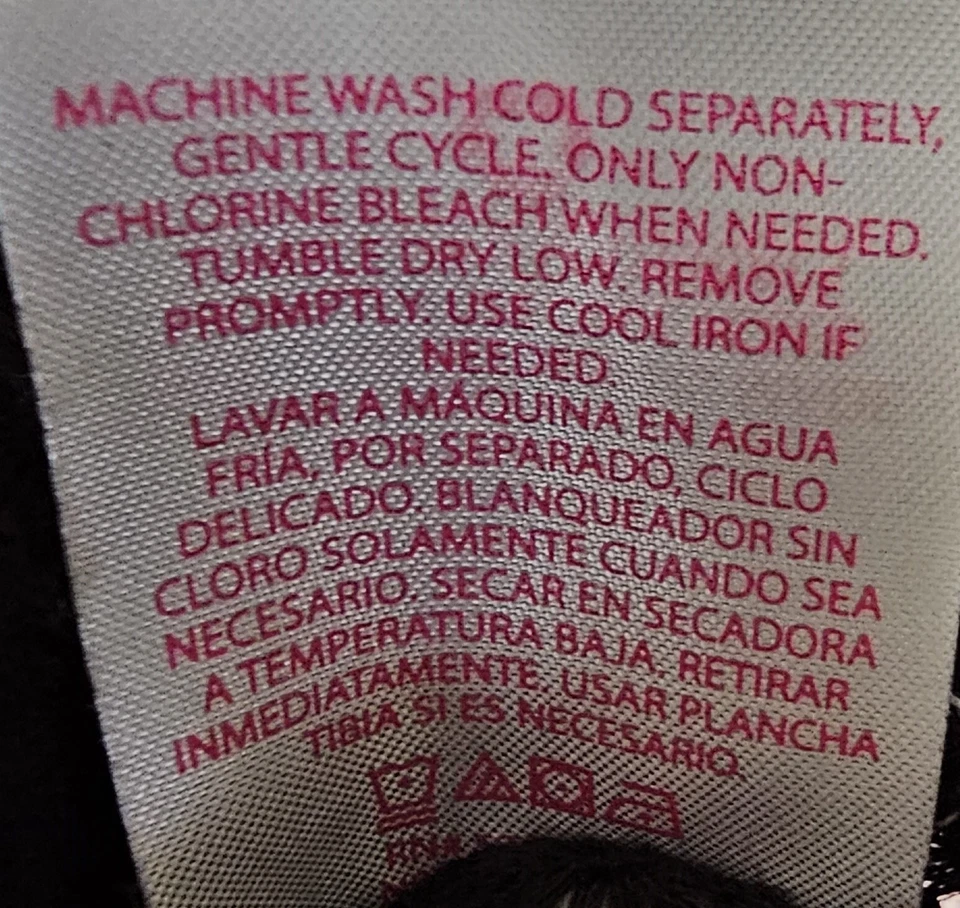 MACHINE WASH COLD SEPARATELY,
GENTLE CYCLE. ONLY NON-
CHLORINE BLEACH WHEN NEEDED.
TUMBLE DRY LOW. REMOVE
PROMPTLY. USE COOL IRON IF
NEEDED.
LAVAR A MÁQUINA EN AGUA
FRÍA, POR SEPARADO, CICLO
DELICADO. BLANQUEADOR SIN
CLORO SOLAMENTE CUANDO SEA
NECESARIO. SECAR EN SECADORA
A TEMPERATURA BAJA. RETIRAR
INMEDIATAMENTE. USAR PLANCHA
TIBIA SI ES NECESARIO.